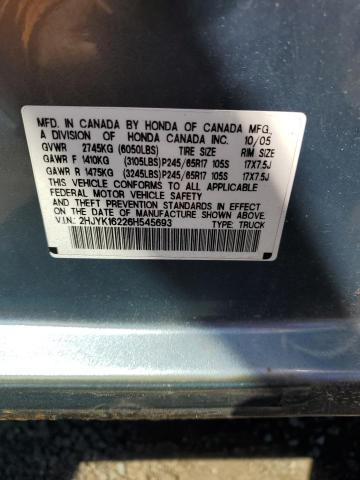 MFD. IN CANADA BY HONDA OF CANADA MFG.,
A DIVISION OF HONDA CANADA INC. 10/05
GVWR 2745KG (6050LBS) TIRE SIZE RIM SIZE
GAWR F 1410KG (3105LBS) P245/65R17 105S 17X7.5J
GAWR R 1475KG (3245LBS) P245/65R17 105S 17X7.5J
THIS VEHICLE CONFORMS TO ALL APPLICABLE
FEDERAL MOTOR VEHICLE SAFETY
STANDARDS IN EFFECT ON THE DATE OF
MANUFACTURE SHOWN ABOVE.
V.I.N.: 2HJYK16226H545693 TYPE: TRUCK